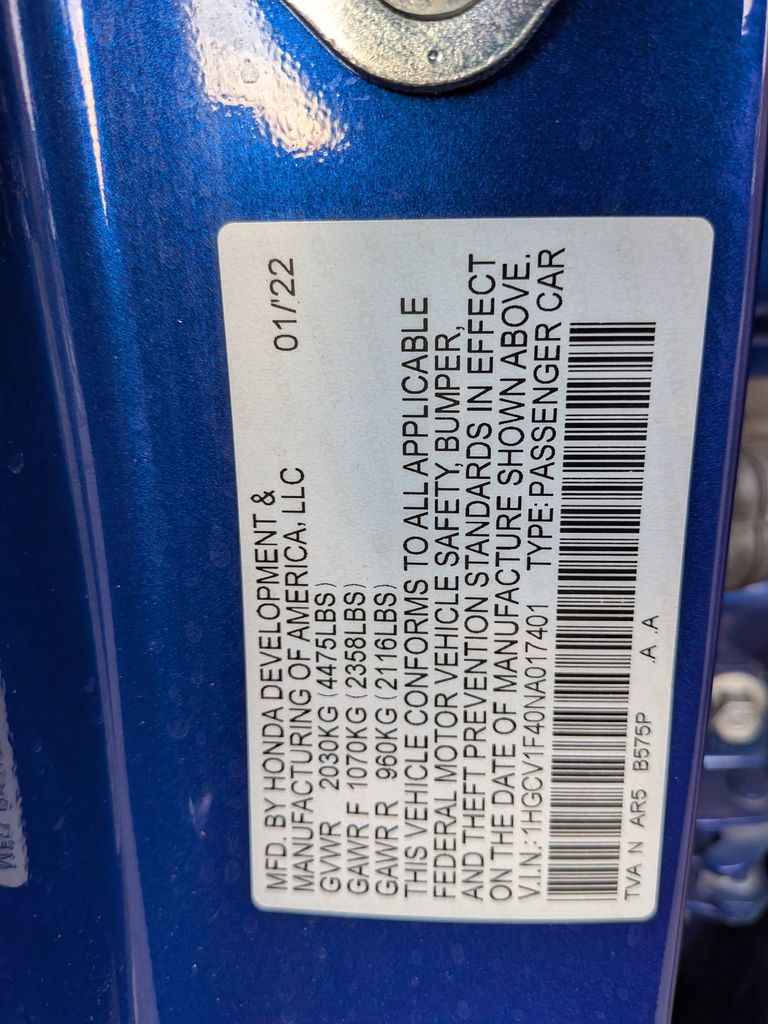 MFD. BY HONDA DEVELOPMENT &
MANUFACTURING OF AMERICA, LLC 01/'22
GVWR 2030KG (4475LBS)
GAWR F 1070KG (2358LBS)
GAWR R 960KG (2116LBS)
THIS VEHICLE CONFORMS TO ALL APPLICABLE
FEDERAL MOTOR VEHICLE SAFETY, BUMPER,
AND THEFT PREVENTION STANDARDS IN EFFECT
ON THE DATE OF MANUFACTURE SHOWN ABOVE.
V.I.N.: 1HGCV1F40NA017401 TYPE: PASSENGER CAR
TVA N AR5 B575P .A .A